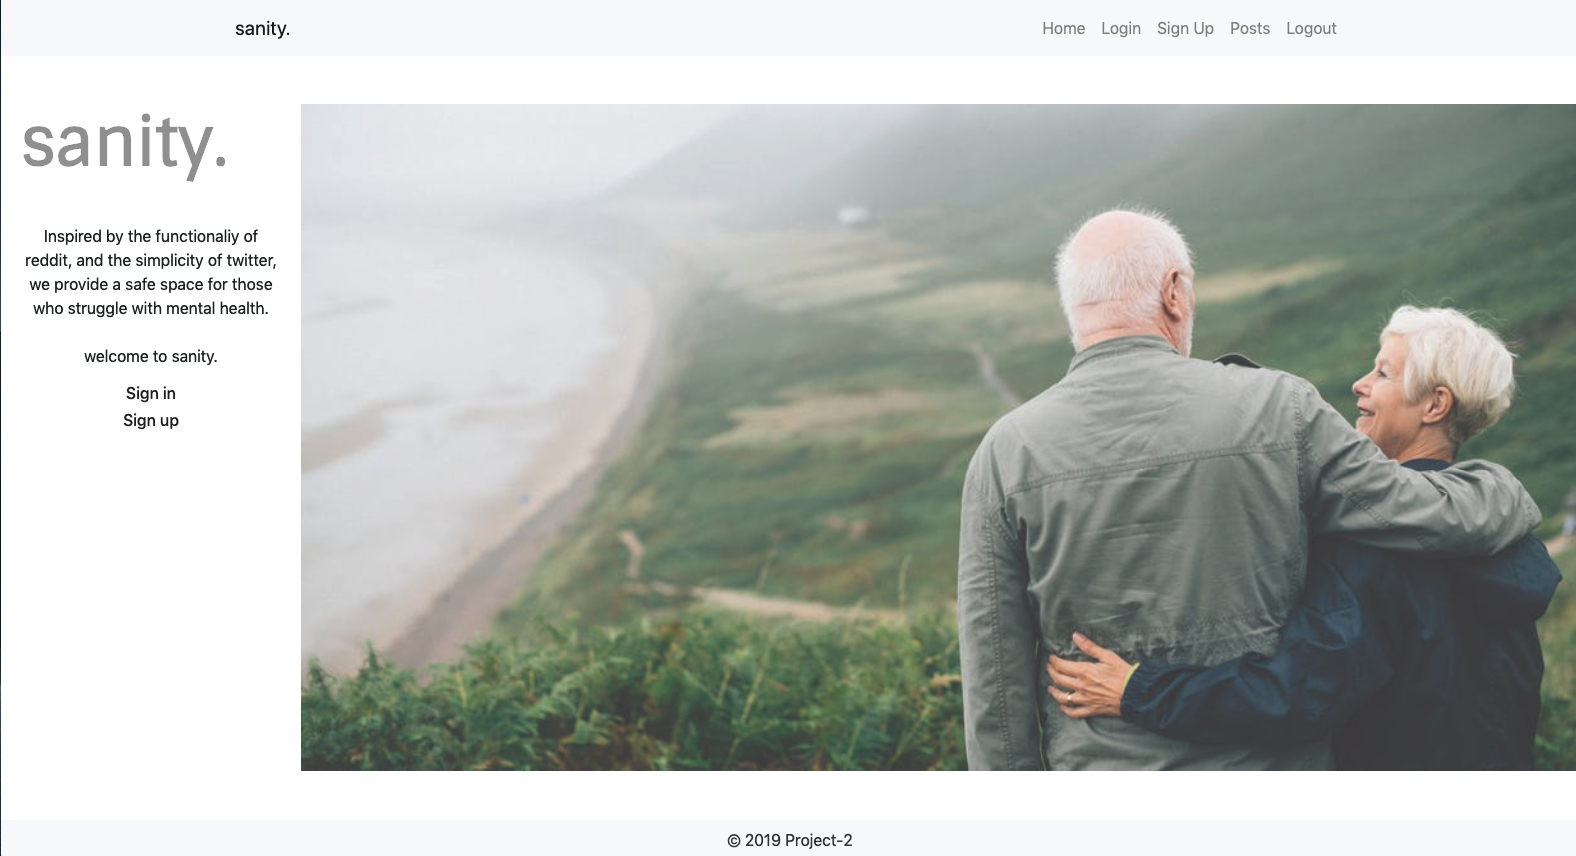 sanity.
Home Login Sign Up Posts Logout
sanity.
Inspired by the functionaliy of
reddit, and the simplicity of twitter,
we provide a safe space for those
who struggle with mental health.
welcome to sanity.
Sign in
Sign up
© 2019 Project-2